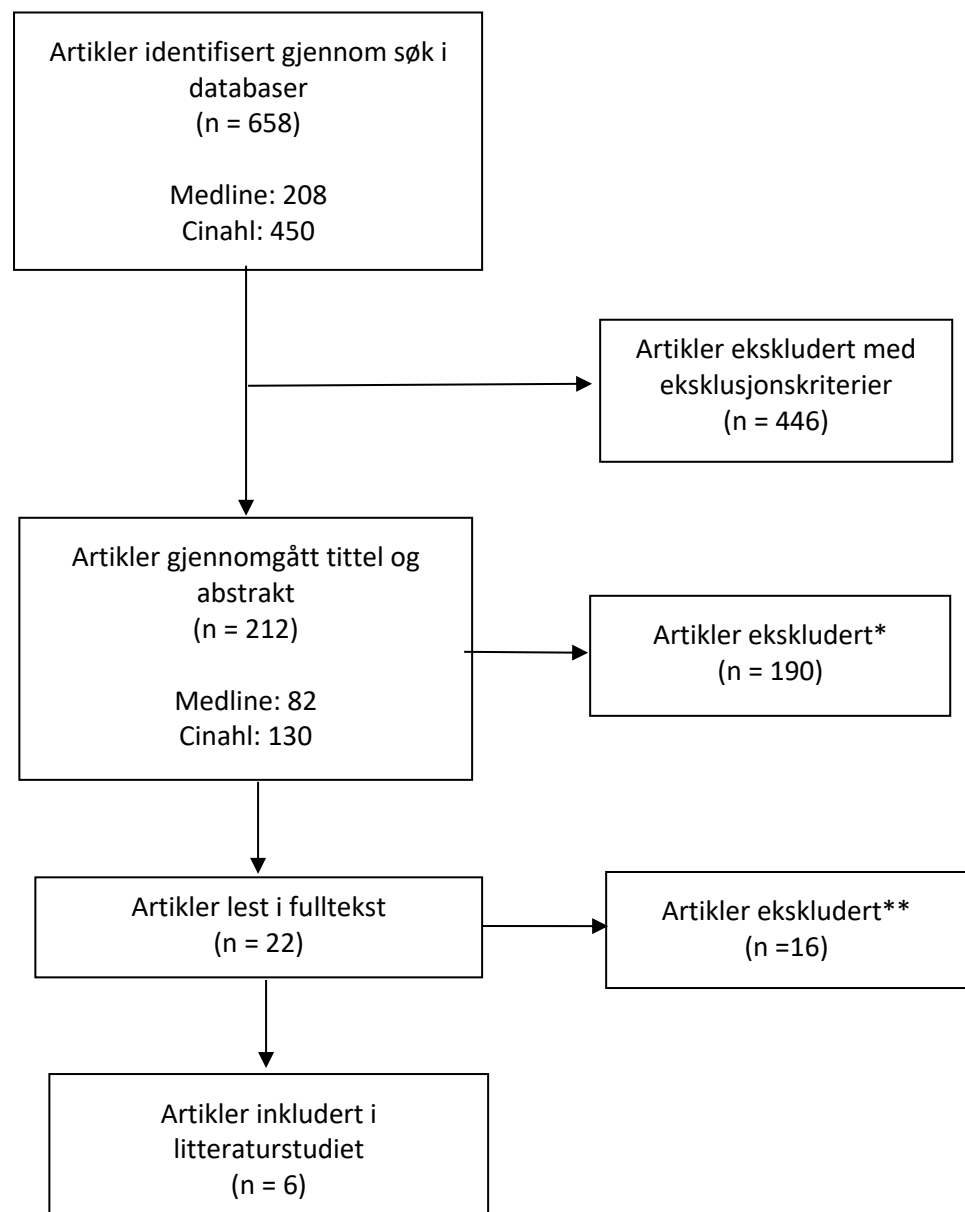 Artikler identifisert gjennom søk i
databaser
(n = 658)
Medline: 208
Cinahl: 450
Artikler ekskludert med
eksklusjonskriterier
(n = 446)
Artikler gjennomgått tittel og
abstrakt
(n = 212)
Medline: 82
Cinahl: 130
Artikler ekskludert*
(n = 190)
Artikler lest i fulltekst
(n = 22)
Artikler ekskludert**
(n =16)
Artikler inkludert i
litteraturstudiet
(n = 6)